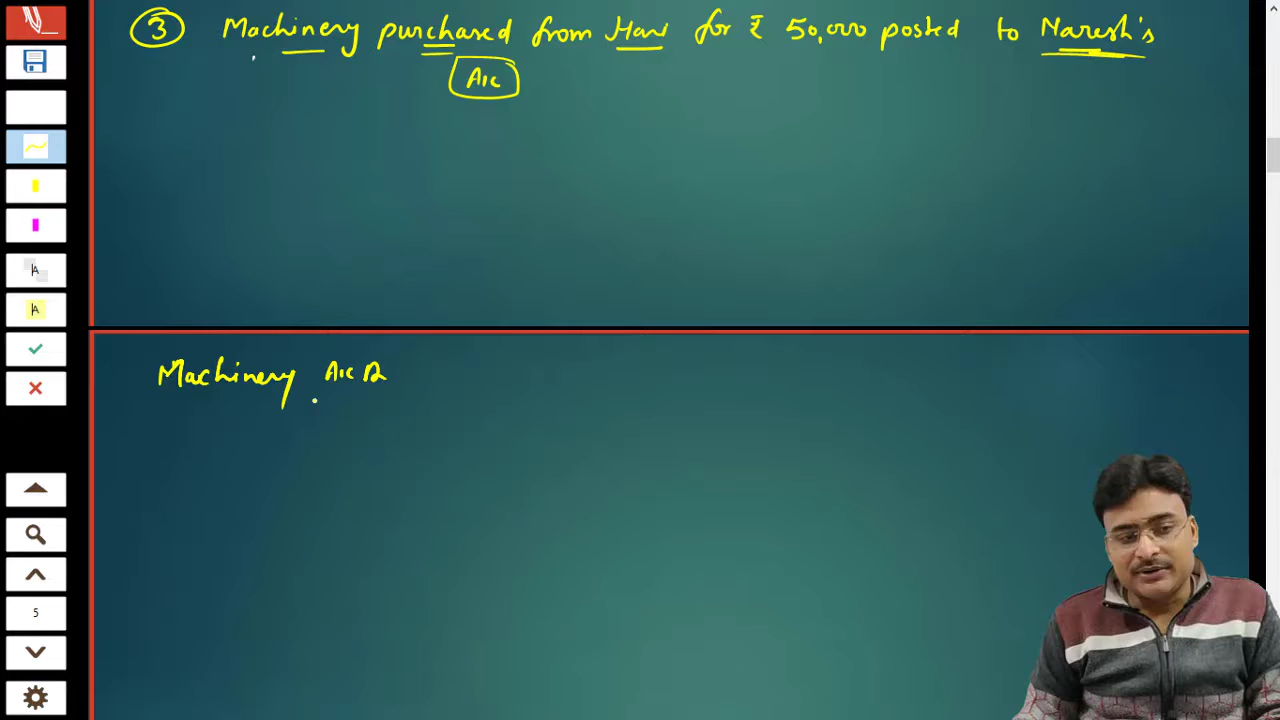 3 Machinery purchased from Hari for ₹ 50,000 posted to Naresh's
A/c
Machinery A/c Dr
A
A
5